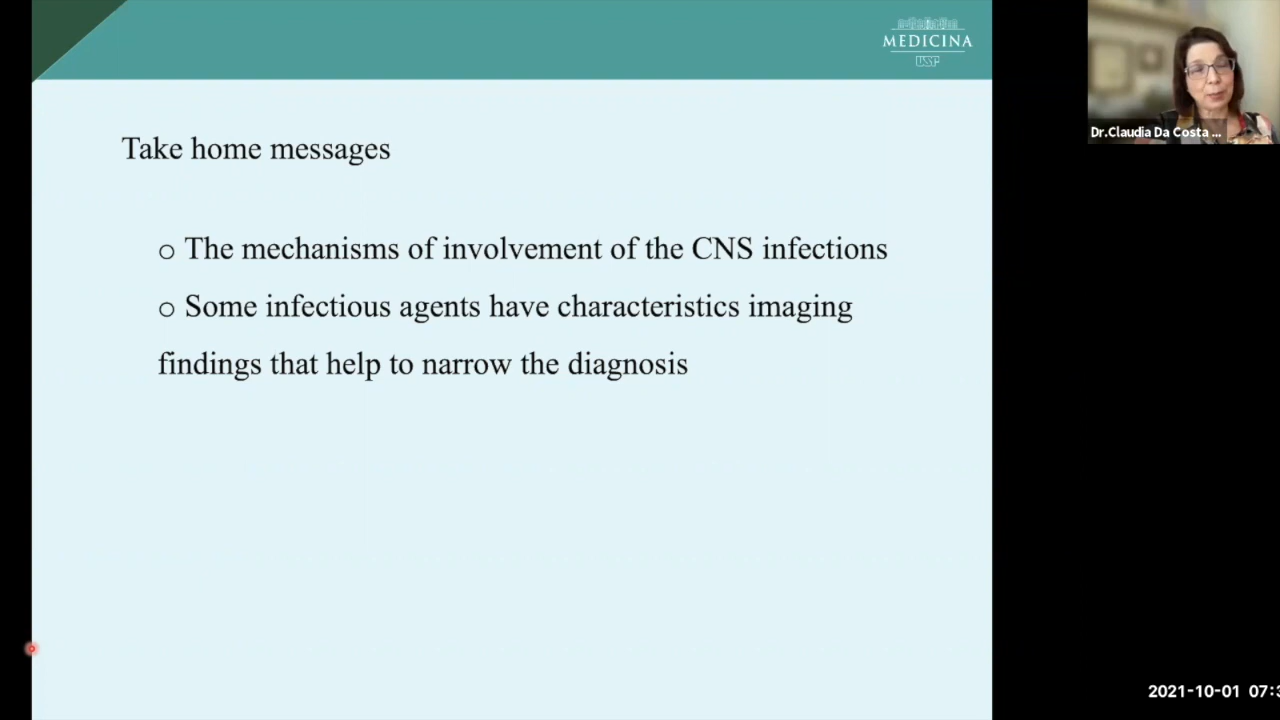 MEDICINA
USP
Dr.Claudia Da Costa ...
Take home messages
o The mechanisms of involvement of the CNS infections
o Some infectious agents have characteristics imaging
findings that help to narrow the diagnosis
2021-10-01 07: